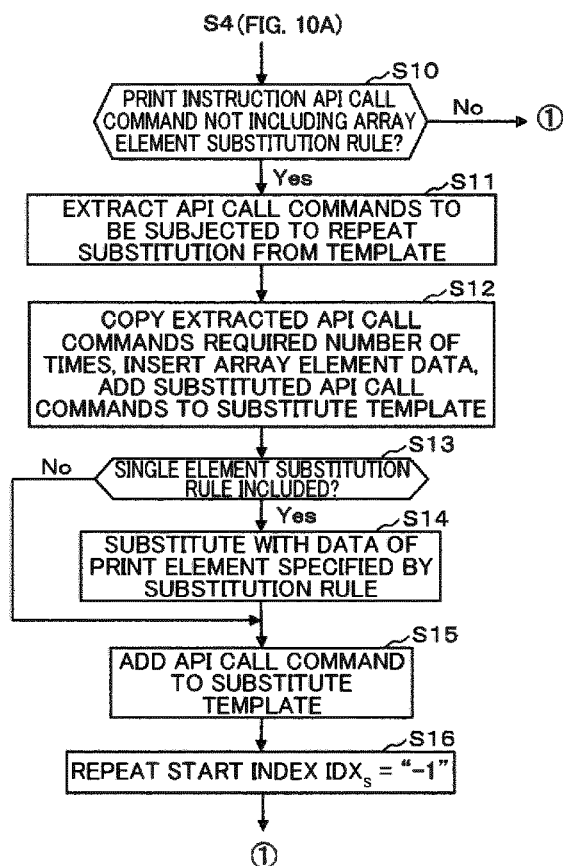 S4 (FIG. 10A)
S10
PRINT INSTRUCTION API CALL
COMMAND NOT INCLUDING ARRAY
ELEMENT SUBSTITUTION RULE?
No
①
Yes
S11
EXTRACT API CALL COMMANDS TO
BE SUBJECTED TO REPEAT
SUBSTITUTION FROM TEMPLATE
S12
COPY EXTRACTED API CALL
COMMANDS REQUIRED NUMBER OF
TIMES, INSERT ARRAY ELEMENT DATA,
ADD SUBSTITUTED API CALL
COMMANDS TO SUBSTITUTE TEMPLATE
S13
No
SINGLE ELEMENT SUBSTITUTION
RULE INCLUDED?
Yes
S14
SUBSTITUTE WITH DATA OF
PRINT ELEMENT SPECIFIED BY
SUBSTITUTION RULE
S15
ADD API CALL COMMAND
TO SUBSTITUTE
TEMPLATE
S16
REPEAT START INDEX IDXₛ = “-1”
①